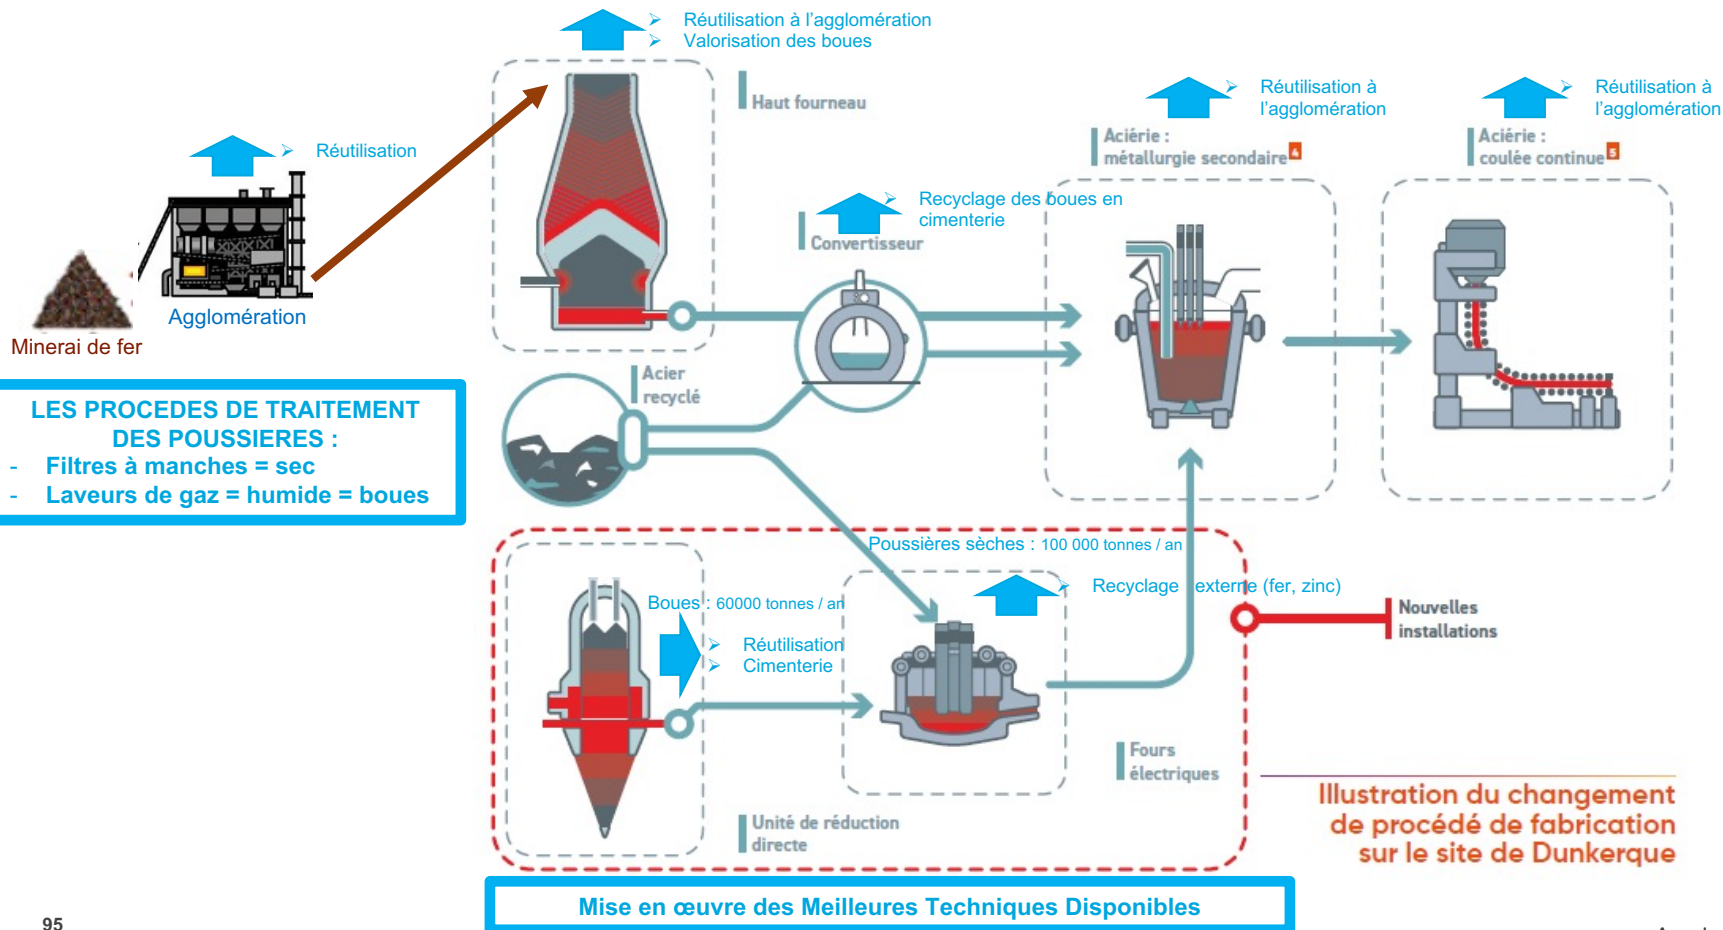 ➢ Réutilisation à l'agglomération
➢ Valorisation des boues
Haut fourneau
➢ Réutilisation à
l'agglomération
➢ Réutilisation à
l'agglomération
Aciérie :
métallurgie secondaire 4
Aciérie :
coulée continue 5
➢ Réutilisation
➢ Recyclage des boues en
cimenterie
Convertisseur
Agglomération
Minerai de fer
Acier
recyclé
LES PROCEDES DE TRAITEMENT
DES POUSSIERES :
- Filtres à manches = sec
- Laveurs de gaz = humide = boues
Poussières sèches : 100 000 tonnes / an
➢ Recyclage externe (fer, zinc)
Boues : 60000 tonnes / an
➢ Réutilisation
➢ Cimenterie
Nouvelles
installations
Fours
électriques
Unité de réduction
directe
Illustration du changement
de procédé de fabrication
sur le site de Dunkerque
Mise en œuvre des Meilleures Techniques Disponibles
95